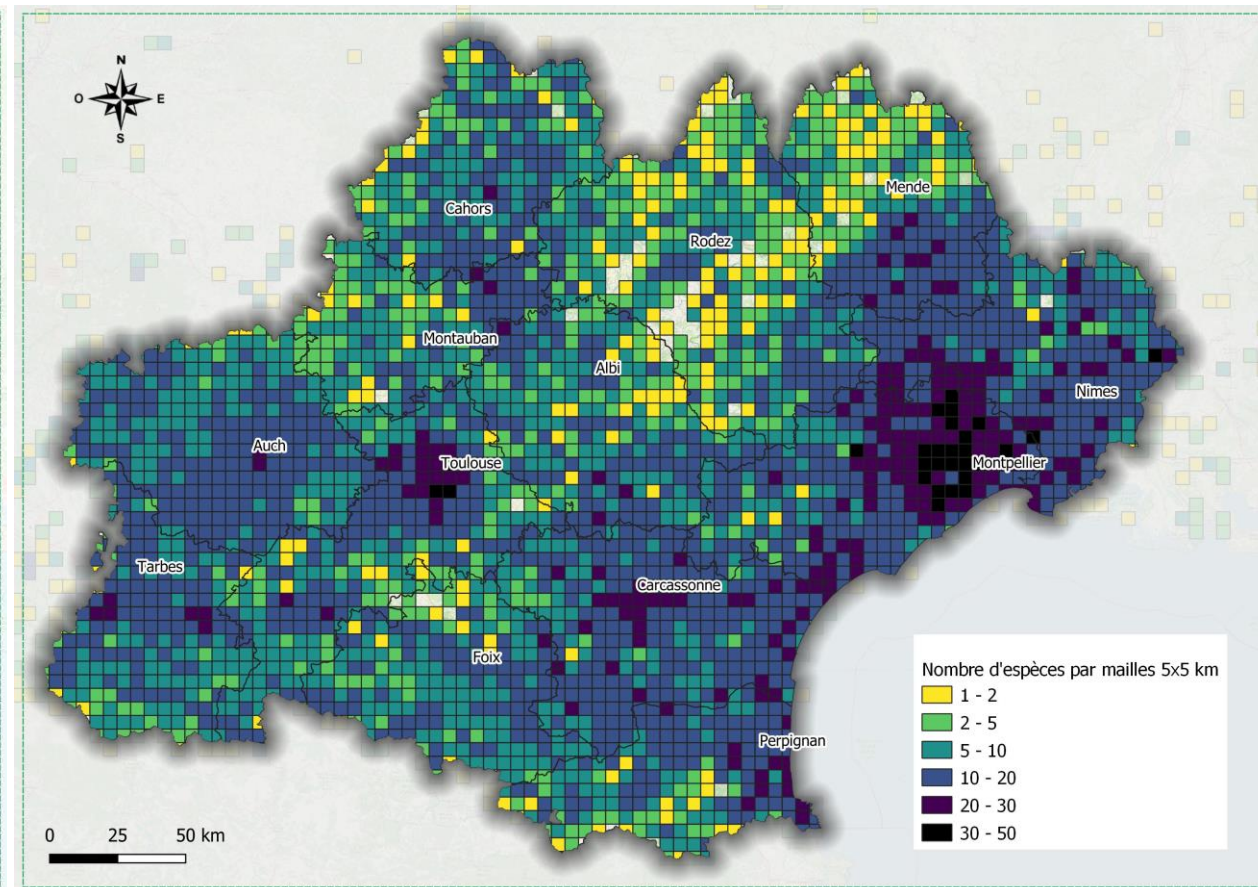 N
O E
S
Mende
Cahors
Rodez
Montauban
Albi
Nimes
Auch
Toulouse
Montpellier
Tarbes
Carcassonne
Foix
Perpignan
Nombre d'espèces par mailles 5x5 km
1 - 2
2 - 5
5 - 10
10 - 20
20 - 30
30 - 50
0 25 50 km